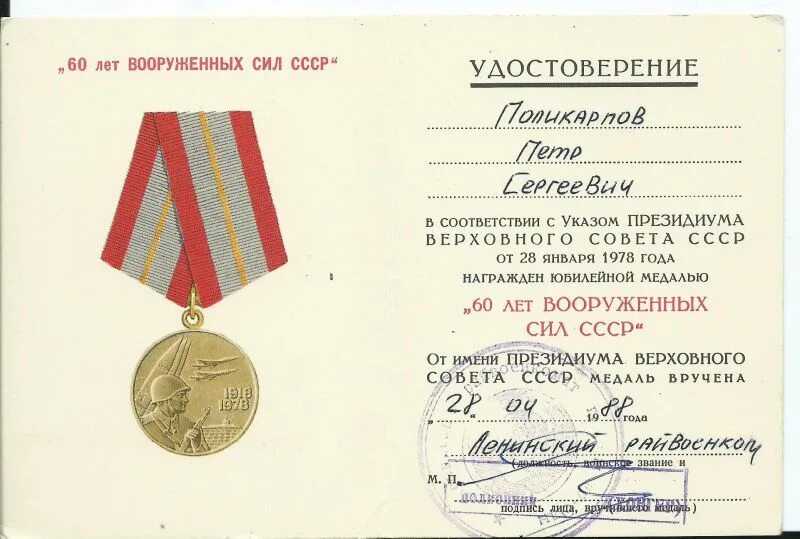 „60 лет ВООРУЖЕННЫХ СИЛ СССР“
1918
1978
УДОСТОВЕРЕНИЕ
Поликарпов
Петр
Сергеевич
В СООТВЕТСТВИИ С УКАЗОМ ПРЕЗИДИУМА
ВЕРХОВНОГО СОВЕТА СССР
ОТ 28 ЯНВАРЯ 1978 ГОДА
НАГРАЖДЕН ЮБИЛЕЙНОЙ МЕДАЛЬЮ
„60 ЛЕТ ВООРУЖЕННЫХ
СИЛ СССР“
ОТ ИМЕНИ ПРЕЗИДИУМА ВЕРХОВНОГО
СОВЕТА СССР МЕДАЛЬ ВРУЧЕНА
„28“ 04 1988 года
Ленинский райвоенком
(должность, воинское звание и
М. П.
полковник
подпись лица, вручившего медаль)